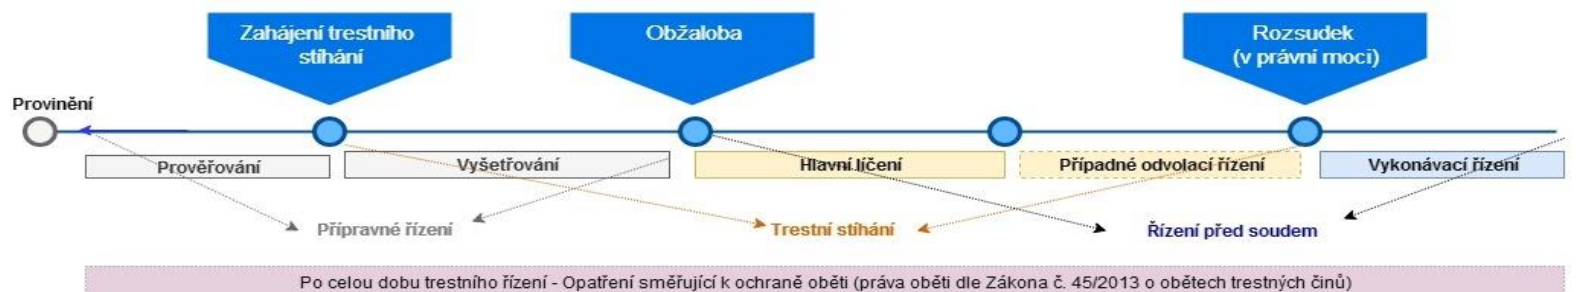 Zahájení trestního
stíhání
Obžaloba
Rozsudek
(v právní moci)
Provinění
Prověřování
Vyšetřování
Hlavní líčení
Případné odvolací řízení
Vykonávací řízení
Přípravné řízení
Trestní stíhání
Řízení před soudem
Po celou dobu trestního řízení - Opatření směřující k ochraně oběti (práva oběti dle Zákona č. 45/2013 o obětech trestných činů)